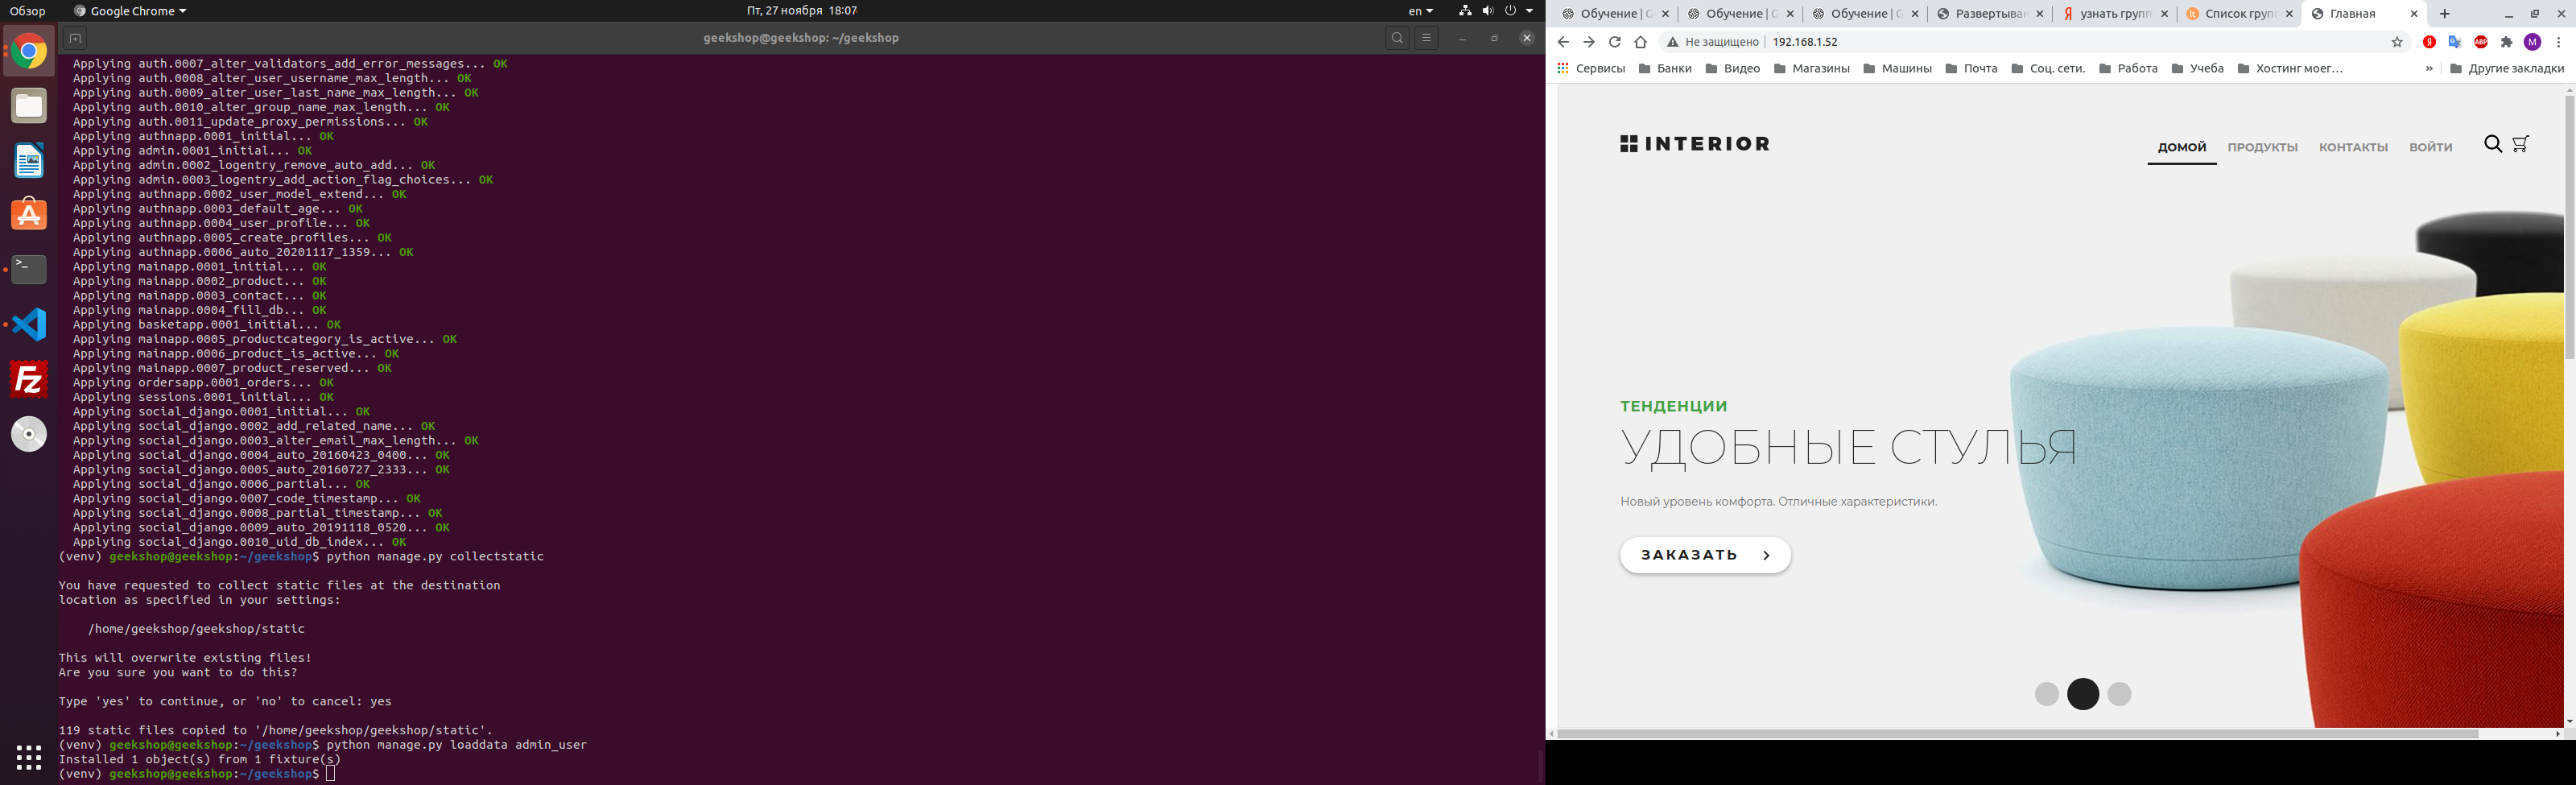 Обзор
Google Chrome
Пт, 27 ноября 18:07
en
geekshop@geekshop: ~/geekshop
Applying auth.0007_alter_validators_add_error_messages... OK
Applying auth.0008_alter_user_username_max_length... OK
Applying auth.0009_alter_user_last_name_max_length... OK
Applying auth.0010_alter_group_name_max_length... OK
Applying auth.0011_update_proxy_permissions... OK
Applying authnapp.0001_initial... OK
Applying admin.0001_initial... OK
Applying admin.0002_logentry_remove_auto_add... OK
Applying admin.0003_logentry_add_action_flag_choices... OK
Applying authnapp.0002_user_model_extend... OK
Applying authnapp.0003_default_age... OK
Applying authnapp.0004_user_profile... OK
Applying authnapp.0005_create_profiles... OK
Applying authnapp.0006_auto_20201117_1359... OK
Applying mainapp.0001_initial... OK
Applying mainapp.0002_product... OK
Applying mainapp.0003_contact... OK
Applying mainapp.0004_fill_db... OK
Applying basketapp.0001_initial... OK
Applying mainapp.0005_productcategory_is_active... OK
Applying mainapp.0006_product_is_active... OK
Applying mainapp.0007_product_reserved... OK
Applying ordersapp.0001_orders... OK
Applying sessions.0001_initial... OK
Applying social_django.0001_initial... OK
Applying social_django.0002_add_related_name... OK
Applying social_django.0003_alter_email_max_length... OK
Applying social_django.0004_auto_20160423_0400... OK
Applying social_django.0005_auto_20160727_2333... OK
Applying social_django.0006_partial... OK
Applying social_django.0007_code_timestamp... OK
Applying social_django.0008_partial_timestamp... OK
Applying social_django.0009_auto_20191118_0520... OK
Applying social_django.0010_uid_db_index... OK
(venv) geekshop@geekshop:~/geekshop$ python manage.py collectstatic
You have requested to collect static files at the destination
location as specified in your settings:
/home/geekshop/geekshop/static
This will overwrite existing files!
Are you sure you want to do this?
Type 'yes' to continue, or 'no' to cancel: yes
119 static files copied to '/home/geekshop/geekshop/static'.
(venv) geekshop@geekshop:~/geekshop$ python manage.py loaddata admin_user
Installed 1 object(s) from 1 fixture(s)
(venv) geekshop@geekshop:~/geekshop$
Обучение | G
Обучение | G
Обучение | G
Развертыван
узнать групп
Список груп
Главная
Не защищено
192.168.1.52
ABP
M
Сервисы Банки Видео Магазины Машины Почта Соц. сети. Работа Учеба Хостинг моег... » Другие закладки
INTERIOR
ДОМОЙ ПРОДУКТЫ КОНТАКТЫ ВОЙТИ
ТЕНДЕНЦИИ
УДОБНЫЕ СТУЛЬЯ
Новый уровень комфорта. Отличные характеристики.
ЗАКАЗАТЬ